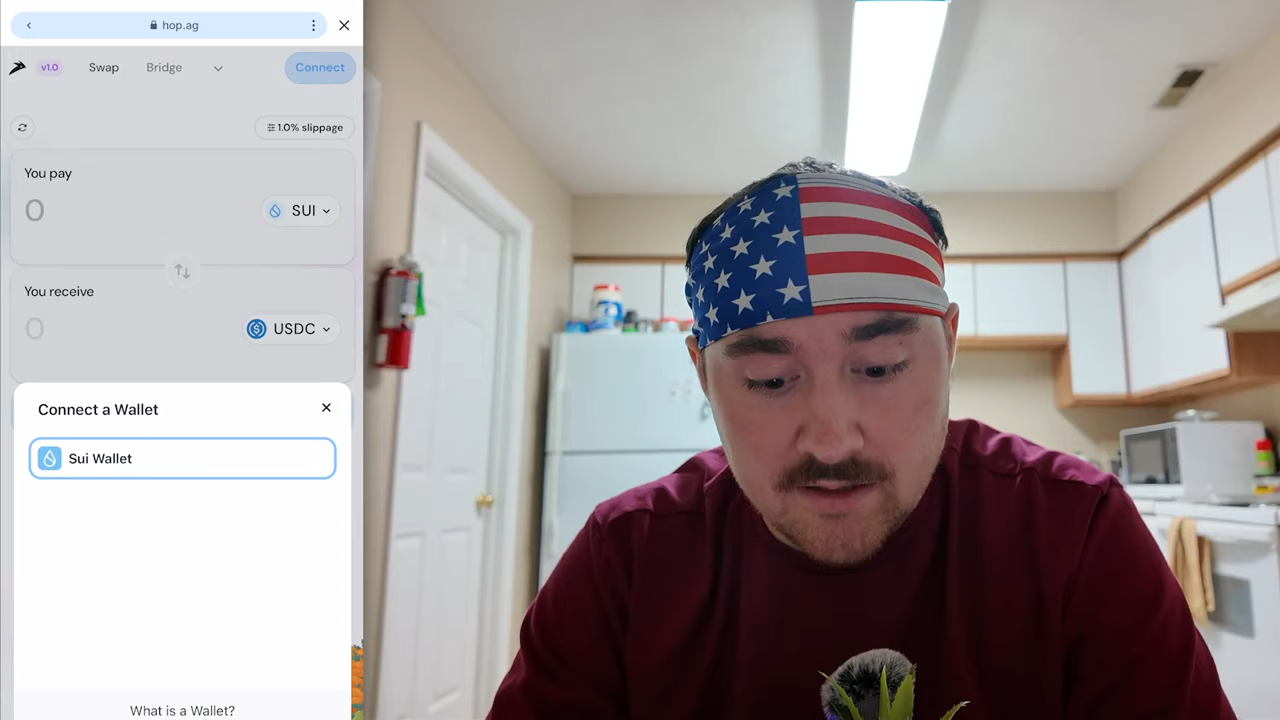 hop.ag
v1.0 Swap Bridge Connect
1.0% slippage
You pay
0 SUI
You receive
0 USDC
Connect a Wallet
Sui Wallet
What is a Wallet?